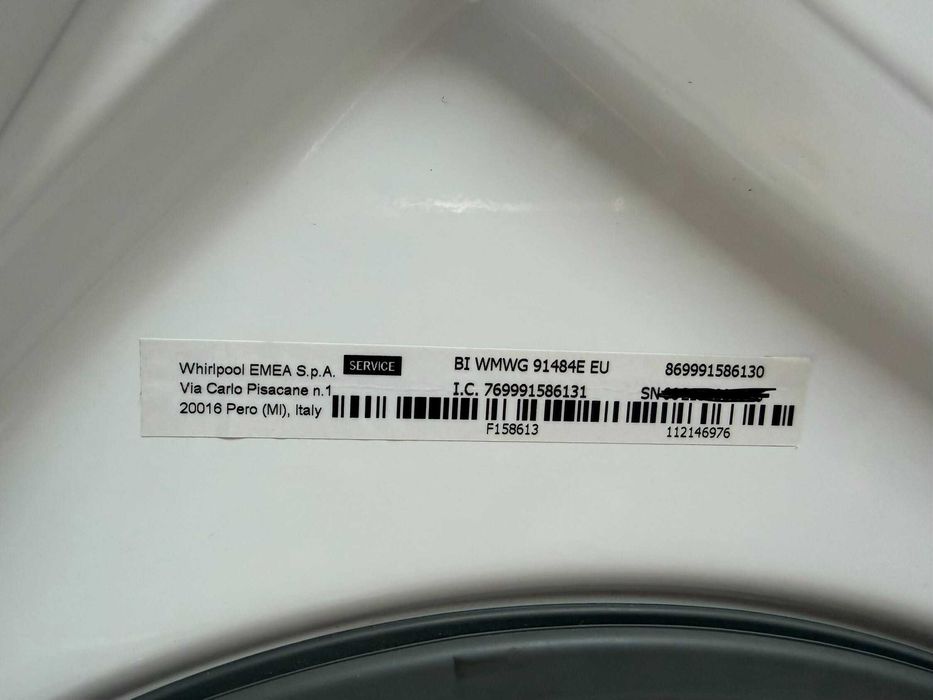 Whirlpool EMEA S.p.A. SERVICE BI WMWG 91484E EU 869991586130
Via Carlo Pisacane n.1 I.C. 769991586131 SN
20016 Pero (MI), Italy
F158613 112146976